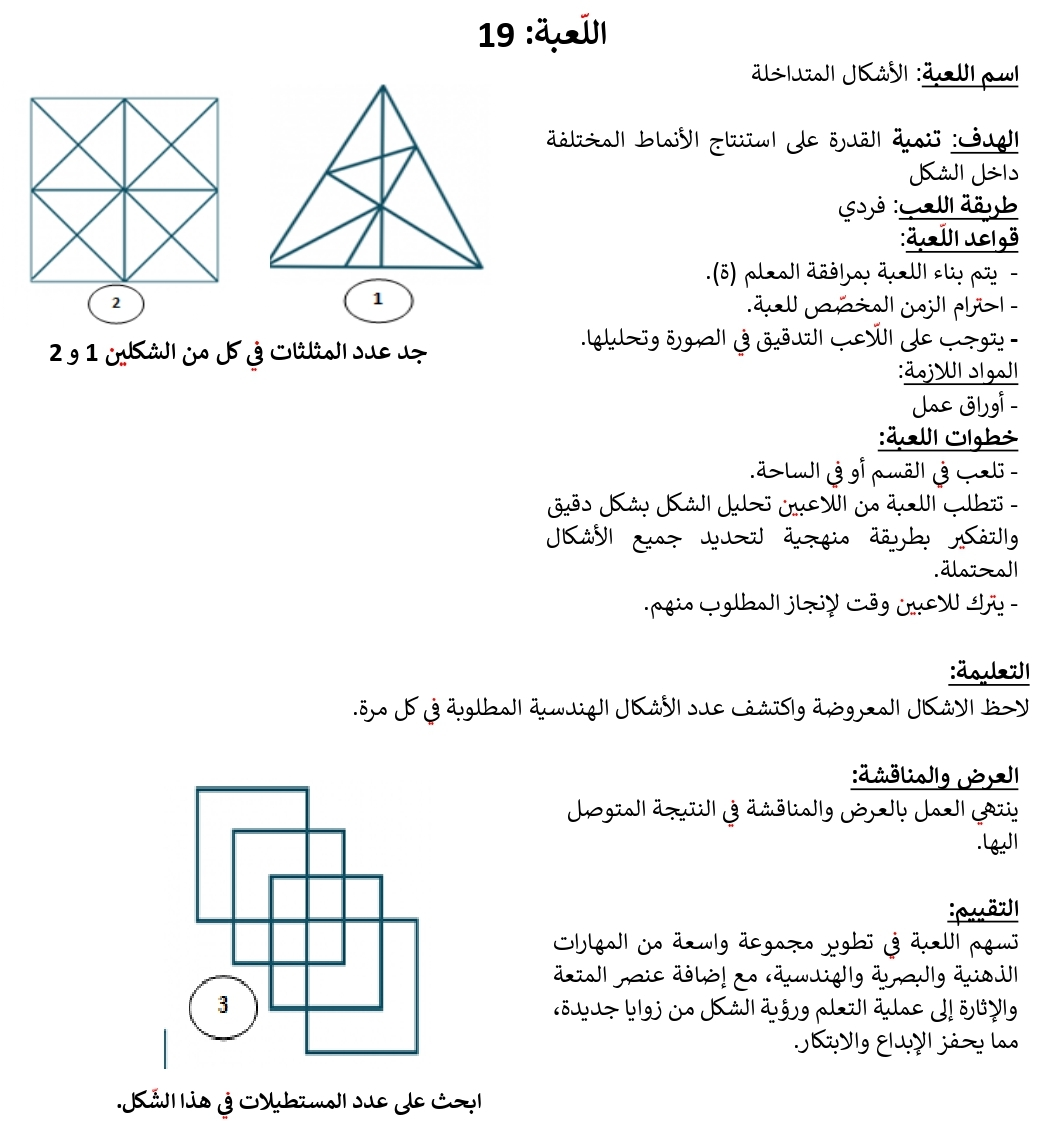 اللّعبة: 19
اسم اللعبة: الأشكال المتداخلة
الهدف: تنمية القدرة على استنتاج الأنماط المختلفة
داخل الشكل
طريقة اللعب: فردي
قواعد اللّعبة:
- يتم بناء اللعبة بمرافقة المعلم (ة).
- احترام الزمن المخصّص للعبة.
- يتوجب على اللّاعب التدقيق في الصورة وتحليلها.
المواد اللازمة:
- أوراق عمل
خطوات اللعبة:
- تلعب في القسم أو في الساحة.
- تتطلب اللعبة من اللاعبين تحليل الشكل بشكل دقيق
والتفكير بطريقة منهجية لتحديد جميع الأشكال
المحتملة.
- يترك للاعبين وقت لإنجاز المطلوب منهم.
1
2
جد عدد المثلثات في كل من الشكلين 1 و 2
التعليمة:
لاحظ الاشكال المعروضة واكتشف عدد الأشكال الهندسية المطلوبة في كل مرة.
العرض والمناقشة:
ينتهي العمل بالعرض والمناقشة في النتيجة المتوصل
اليها.
التقييم:
تسهم اللعبة في تطوير مجموعة واسعة من المهارات
الذهنية والبصرية والهندسية، مع إضافة عنصر المتعة
والإثارة إلى عملية التعلم ورؤية الشكل من زوايا جديدة،
مما يحفز الإبداع والابتكار.
3
ابحث على عدد المستطيلات في هذا الشّكل.